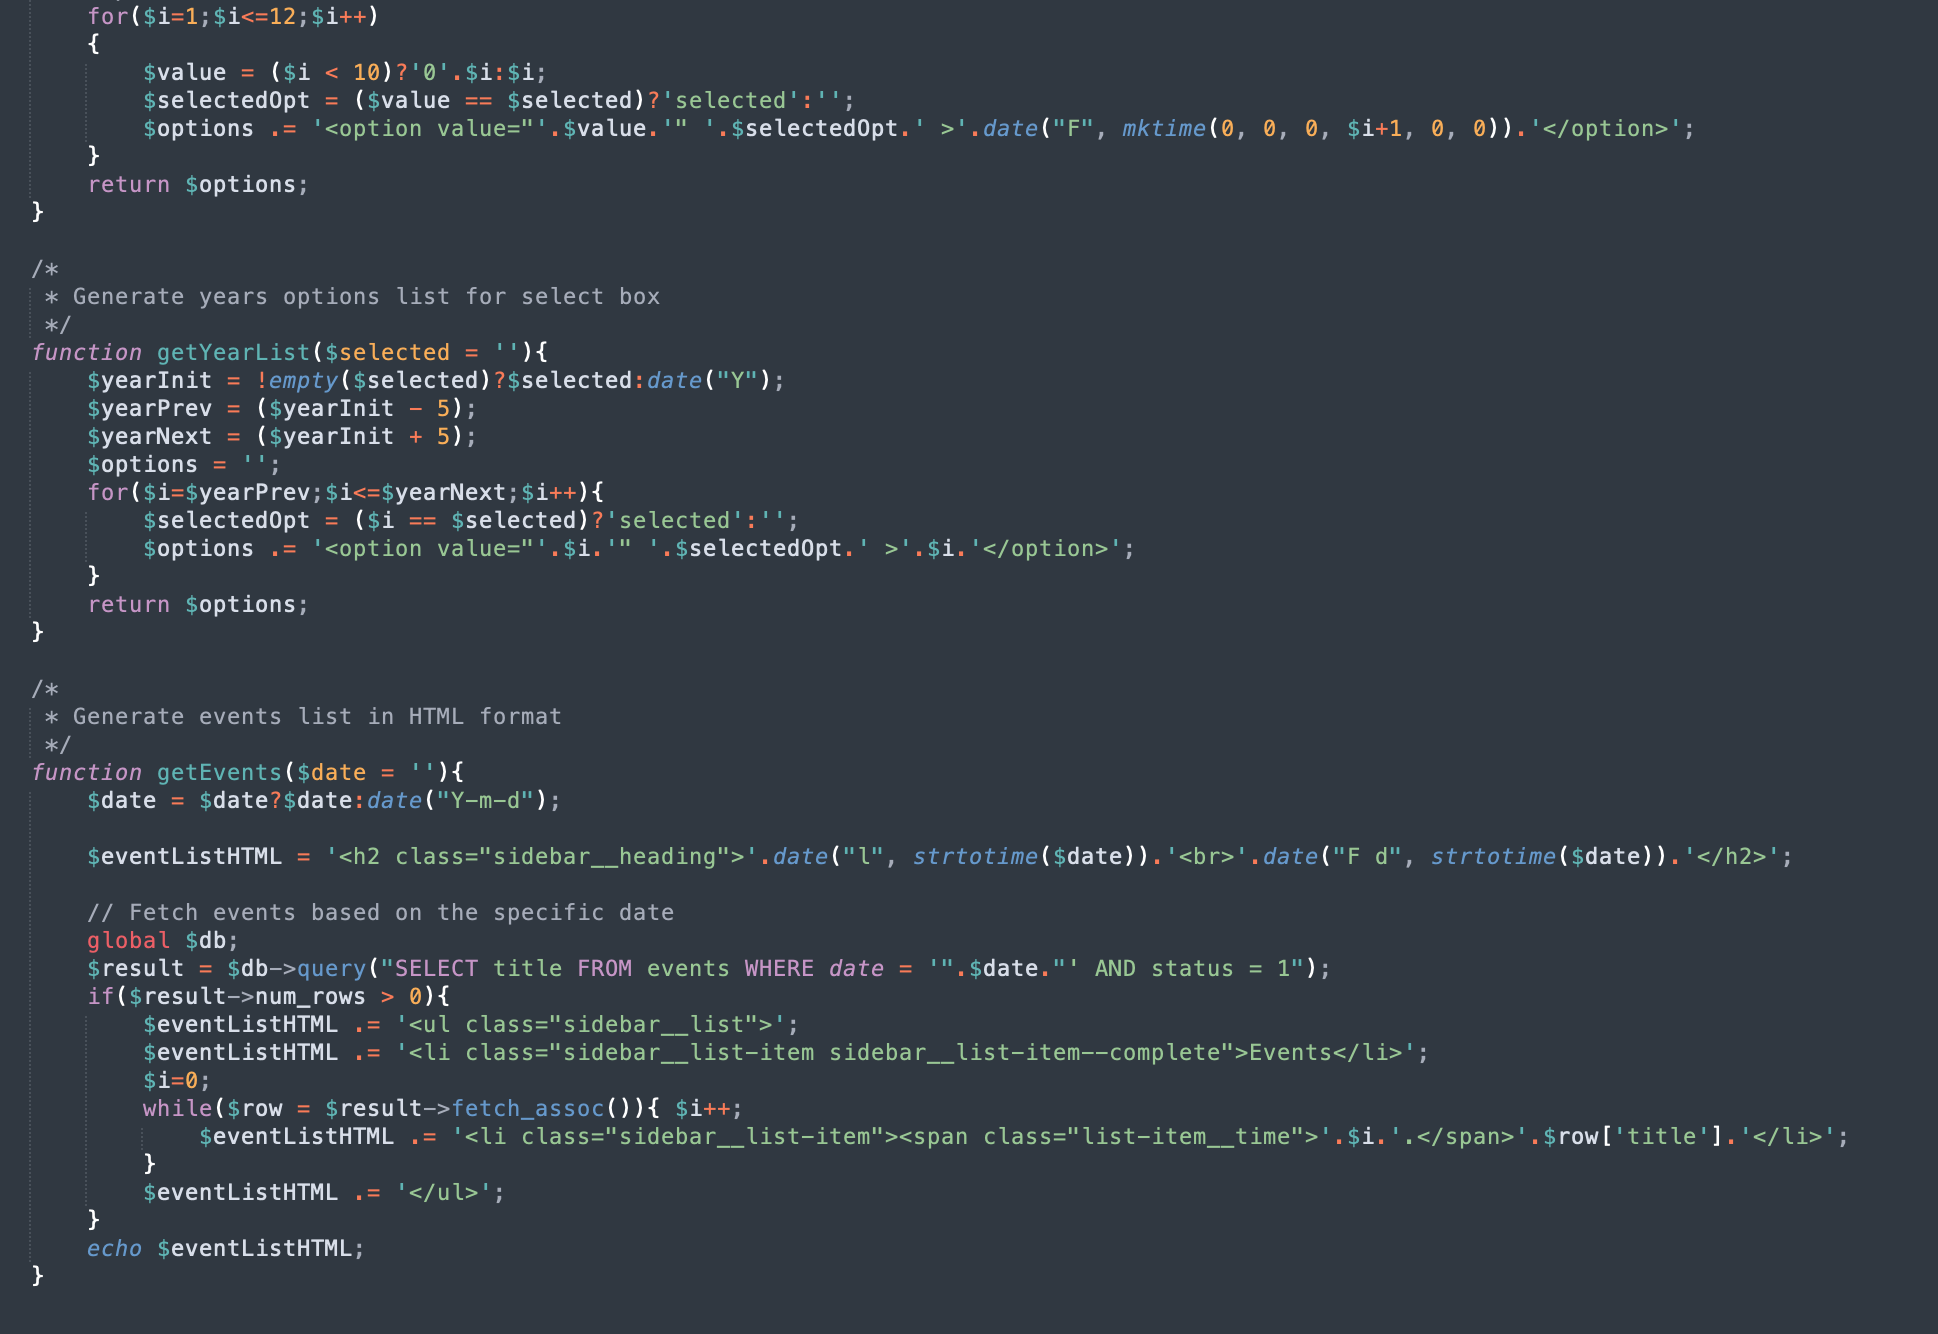 for($i=1;$i<=12;$i++)
    {
        $value = ($i < 10)?'0'.$i:$i;
        $selectedOpt = ($value == $selected)?'selected':'';
        $options .= '<option value="'.$value.'" '.$selectedOpt.' >'.date("F", mktime(0, 0, 0, $i+1, 0, 0)).'</option>';
    }
    return $options;
}

/*
 * Generate years options list for select box
 */
function getYearList($selected = ''){
    $yearInit = !empty($selected)?$selected:date("Y");
    $yearPrev = ($yearInit - 5);
    $yearNext = ($yearInit + 5);
    $options = '';
    for($i=$yearPrev;$i<=$yearNext;$i++){
        $selectedOpt = ($i == $selected)?'selected':'';
        $options .= '<option value="'.$i.'" '.$selectedOpt.' >'.$i.'</option>';
    }
    return $options;
}

/*
 * Generate events list in HTML format
 */
function getEvents($date = ''){
    $date = $date?$date:date("Y-m-d");

    $eventListHTML = '<h2 class="sidebar__heading">'.date("l", strtotime($date)).'<br>'.date("F d", strtotime($date)).'</h2>';

    // Fetch events based on the specific date
    global $db;
    $result = $db->query("SELECT title FROM events WHERE date = '".$date."' AND status = 1");
    if($result->num_rows > 0){
        $eventListHTML .= '<ul class="sidebar__list">';
        $eventListHTML .= '<li class="sidebar__list-item sidebar__list-item--complete">Events</li>';
        $i=0;
        while($row = $result->fetch_assoc()){ $i++;
            $eventListHTML .= '<li class="sidebar__list-item"><span class="list-item__time">'.$i.'.</span>'.$row['title'].'</li>';
        }
        $eventListHTML .= '</ul>';
    }
    echo $eventListHTML;
}